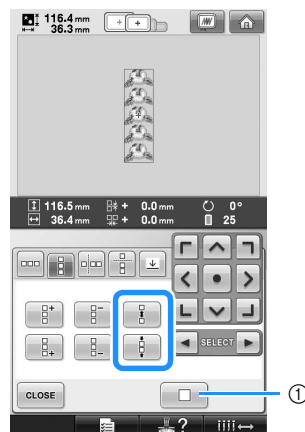 116.4 mm
36.3 mm
116.5 mm + 0.0 mm 0°
36.4 mm + 0.0 mm 25
SELECT
CLOSE
①
?